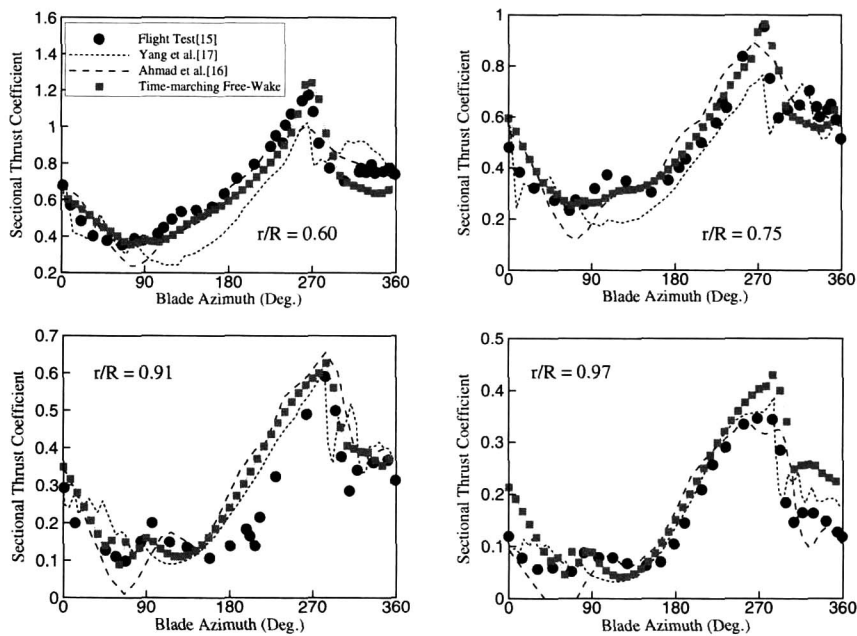 Sectional Thrust Coefficient
1.6
1.4
1.2
1.0
0.8
0.6
0.4
0.2
Flight Test[15]
Yang et al.[17]
Ahmad et al.[16]
Time-marching Free-Wake
r/R = 0.60
0 90 180 270 360
Blade Azimuth (Deg.)
Sectional Thrust Coefficient
1
0.8
0.6
0.4
0.2
0
r/R = 0.75
0 90 180 270 360
Blade Azimuth (Deg.)
Sectional Thrust Coefficient
0.7
0.6
0.5
0.4
0.3
0.2
0.1
0
r/R = 0.91
0 90 180 270 360
Blade Azimuth (Deg.)
Sectional Thrust Coefficient
0.5
0.4
0.3
0.2
0.1
0
r/R = 0.97
0 90 180 270 360
Blade Azimuth (Deg.)